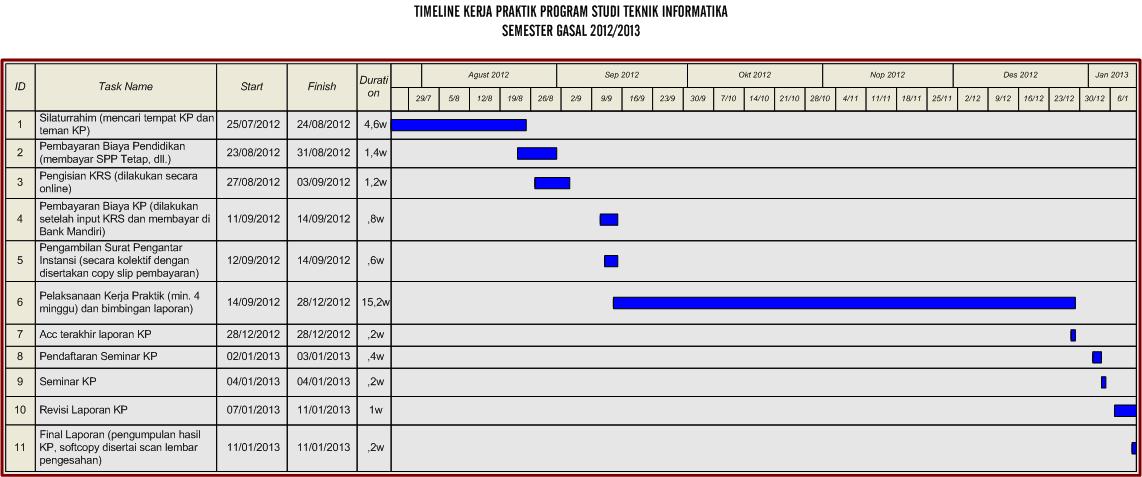 TIMELINE KERJA PRAKTIK PROGRAM STUDI TEKNIK INFORMATIKA
SEMESTER GASAL 2012/2013
ID Task Name Start Finish Durati
on
Agust 2012 Sep 2012 Okt 2012 Nop 2012 Des 2012 Jan 2013
29/7 5/8 12/8 19/8 26/8 2/9 9/9 16/9 23/9 30/9 7/10 14/10 21/10 28/10 4/11 11/11 18/11 25/11 2/12 9/12 16/12 23/12 30/12 6/1
1 Silaturrahim (mencari tempat KP dan
teman KP) 25/07/2012 24/08/2012 4,6w
2 Pembayaran Biaya Pendidikan
(membayar SPP Tetap, dll.) 23/08/2012 31/08/2012 1,4w
3 Pengisian KRS (dilakukan secara
online) 27/08/2012 03/09/2012 1,2w
4 Pembayaran Biaya KP (dilakukan
setelah input KRS dan membayar di
Bank Mandiri) 11/09/2012 14/09/2012 ,8w
5 Pengambilan Surat Pengantar
Instansi (secara kolektif dengan
disertakan copy slip pembayaran) 12/09/2012 14/09/2012 ,6w
6 Pelaksanaan Kerja Praktik (min. 4
minggu) dan bimbingan laporan) 14/09/2012 28/12/2012 15,2w
7 Acc terakhir laporan KP 28/12/2012 28/12/2012 ,2w
8 Pendaftaran Seminar KP 02/01/2013 03/01/2013 ,4w
9 Seminar KP 04/01/2013 04/01/2013 ,2w
10 Revisi Laporan KP 07/01/2013 11/01/2013 1w
11 Final Laporan (pengumpulan hasil
KP, softcopy disertai scan lembar
pengesahan) 11/01/2013 11/01/2013 ,2w